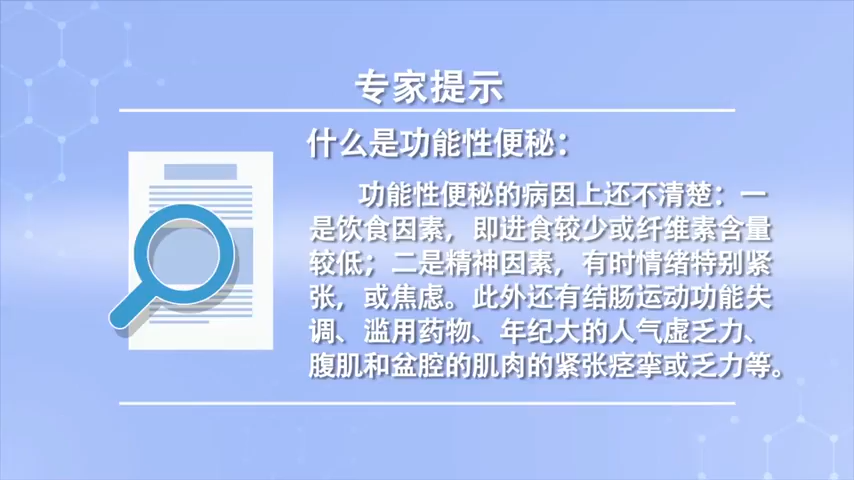 专家提示
什么是功能性便秘：
功能性便秘的病因上还不清楚：一
是饮食因素，即进食较少或纤维素含量
较低；二是精神因素，有时情绪特别紧
张，或焦虑。此外还有结肠运动功能失
调、滥用药物、年纪大的人气虚乏力、
腹肌和盆腔的肌肉的紧张痉挛或乏力等。